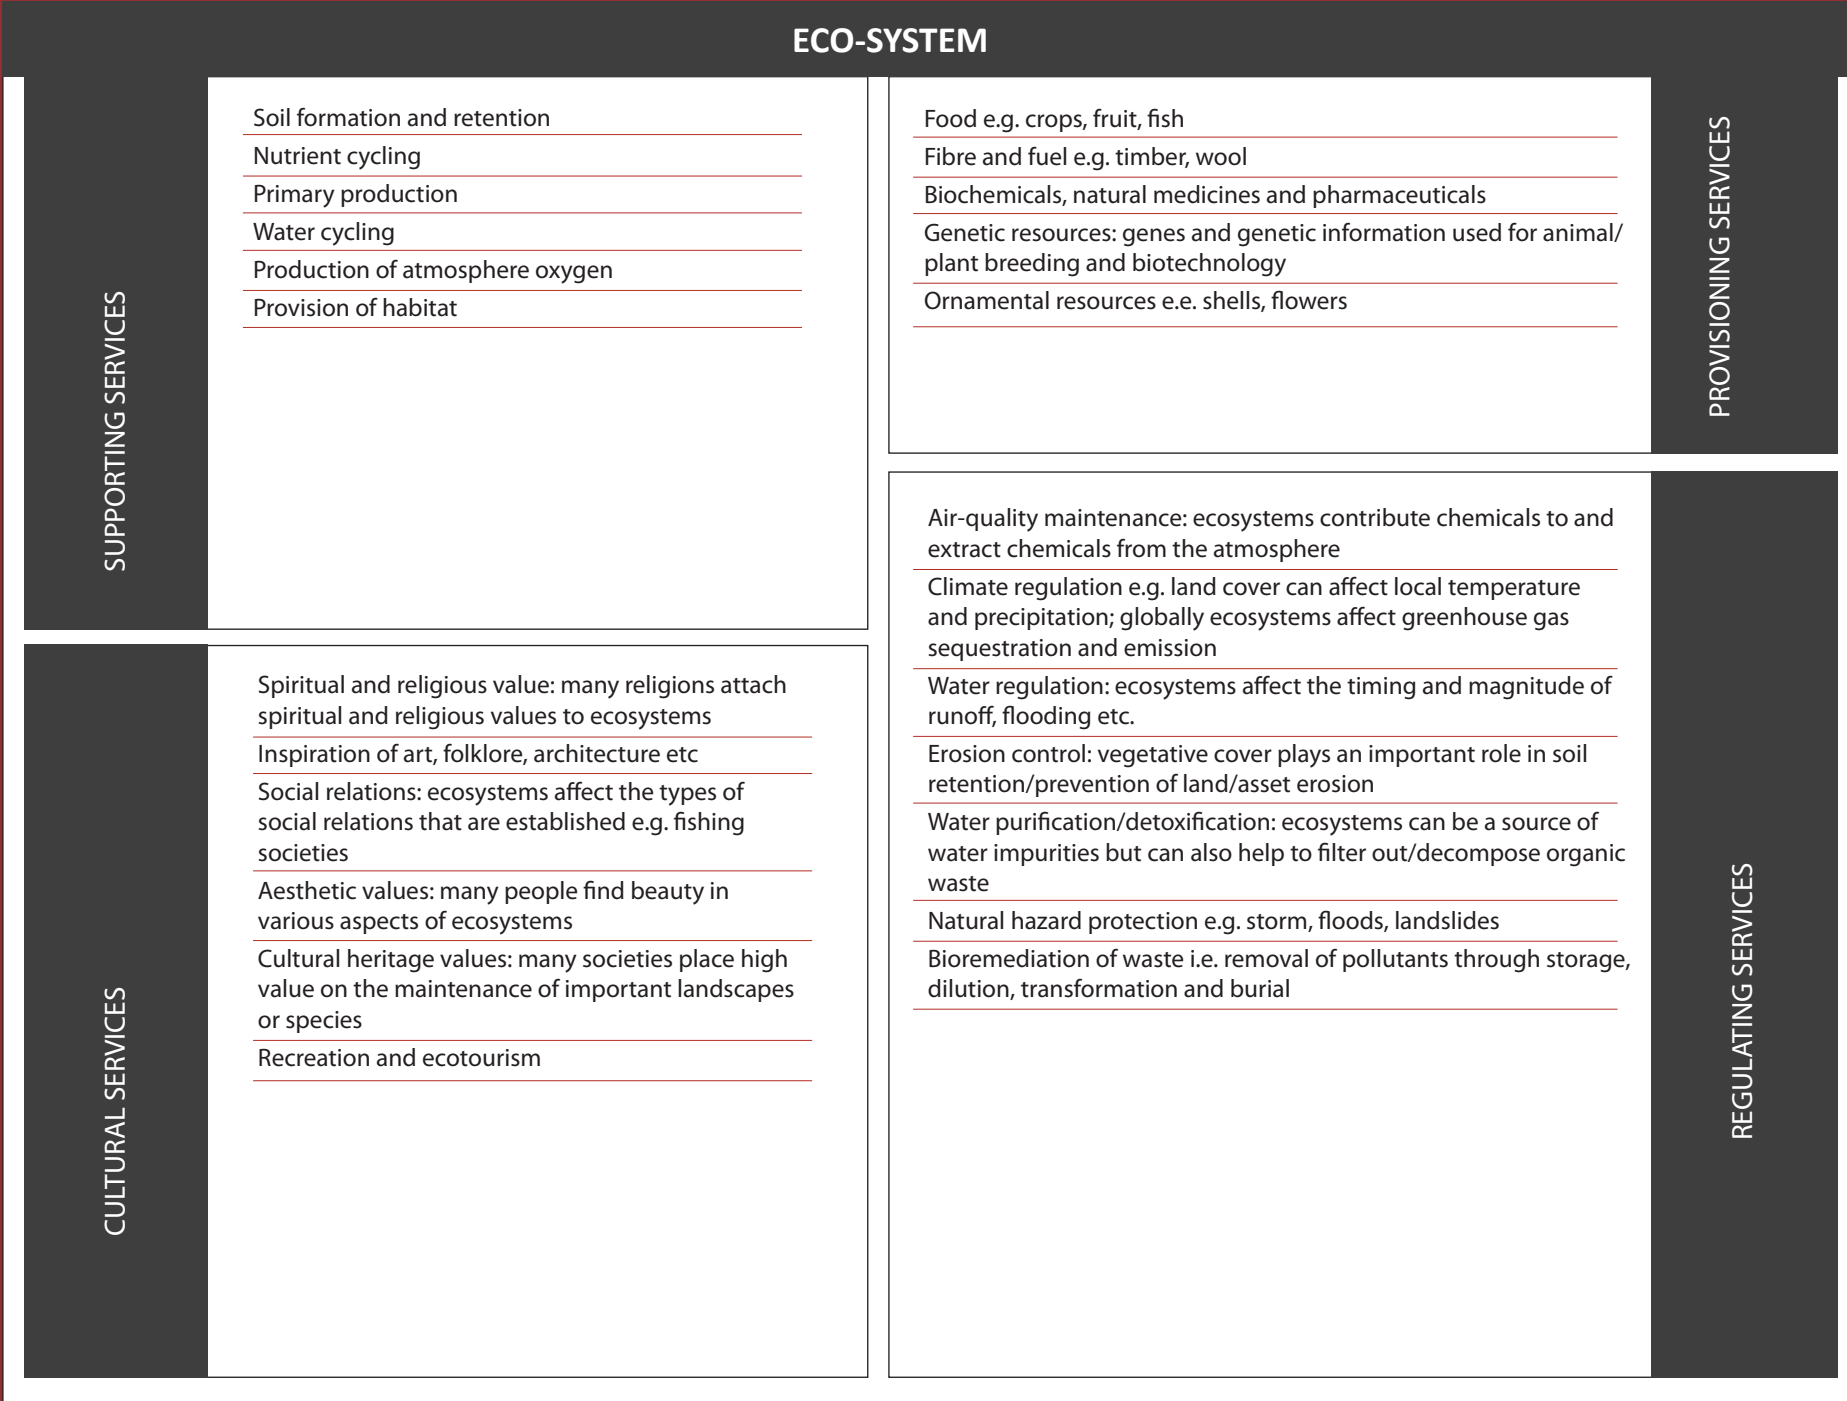 ECO-SYSTEM
SUPPORTING SERVICES
Soil formation and retention
Nutrient cycling
Primary production
Water cycling
Production of atmosphere oxygen
Provision of habitat
PROVISIONING SERVICES
Food e.g. crops, fruit, fish
Fibre and fuel e.g. timber, wool
Biochemicals, natural medicines and pharmaceuticals
Genetic resources: genes and genetic information used for animal/
plant breeding and biotechnology
Ornamental resources e.e. shells, flowers
CULTURAL SERVICES
Spiritual and religious value: many religions attach
spiritual and religious values to ecosystems
Inspiration of art, folklore, architecture etc
Social relations: ecosystems affect the types of
social relations that are established e.g. fishing
societies
Aesthetic values: many people find beauty in
various aspects of ecosystems
Cultural heritage values: many societies place high
value on the maintenance of important landscapes
or species
Recreation and ecotourism
REGULATING SERVICES
Air-quality maintenance: ecosystems contribute chemicals to and
extract chemicals from the atmosphere
Climate regulation e.g. land cover can affect local temperature
and precipitation; globally ecosystems affect greenhouse gas
sequestration and emission
Water regulation: ecosystems affect the timing and magnitude of
runoff, flooding etc.
Erosion control: vegetative cover plays an important role in soil
retention/prevention of land/asset erosion
Water purification/detoxification: ecosystems can be a source of
water impurities but can also help to filter out/decompose organic
waste
Natural hazard protection e.g. storm, floods, landslides
Bioremediation of waste i.e. removal of pollutants through storage,
dilution, transformation and burial